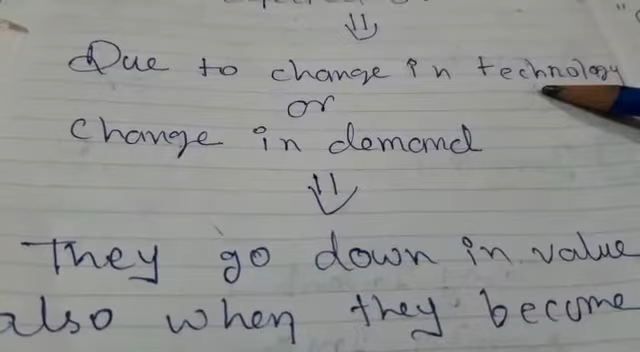 ⇓
Due to change in technology
or
change in demand
⇓
They go down in value
also when they become